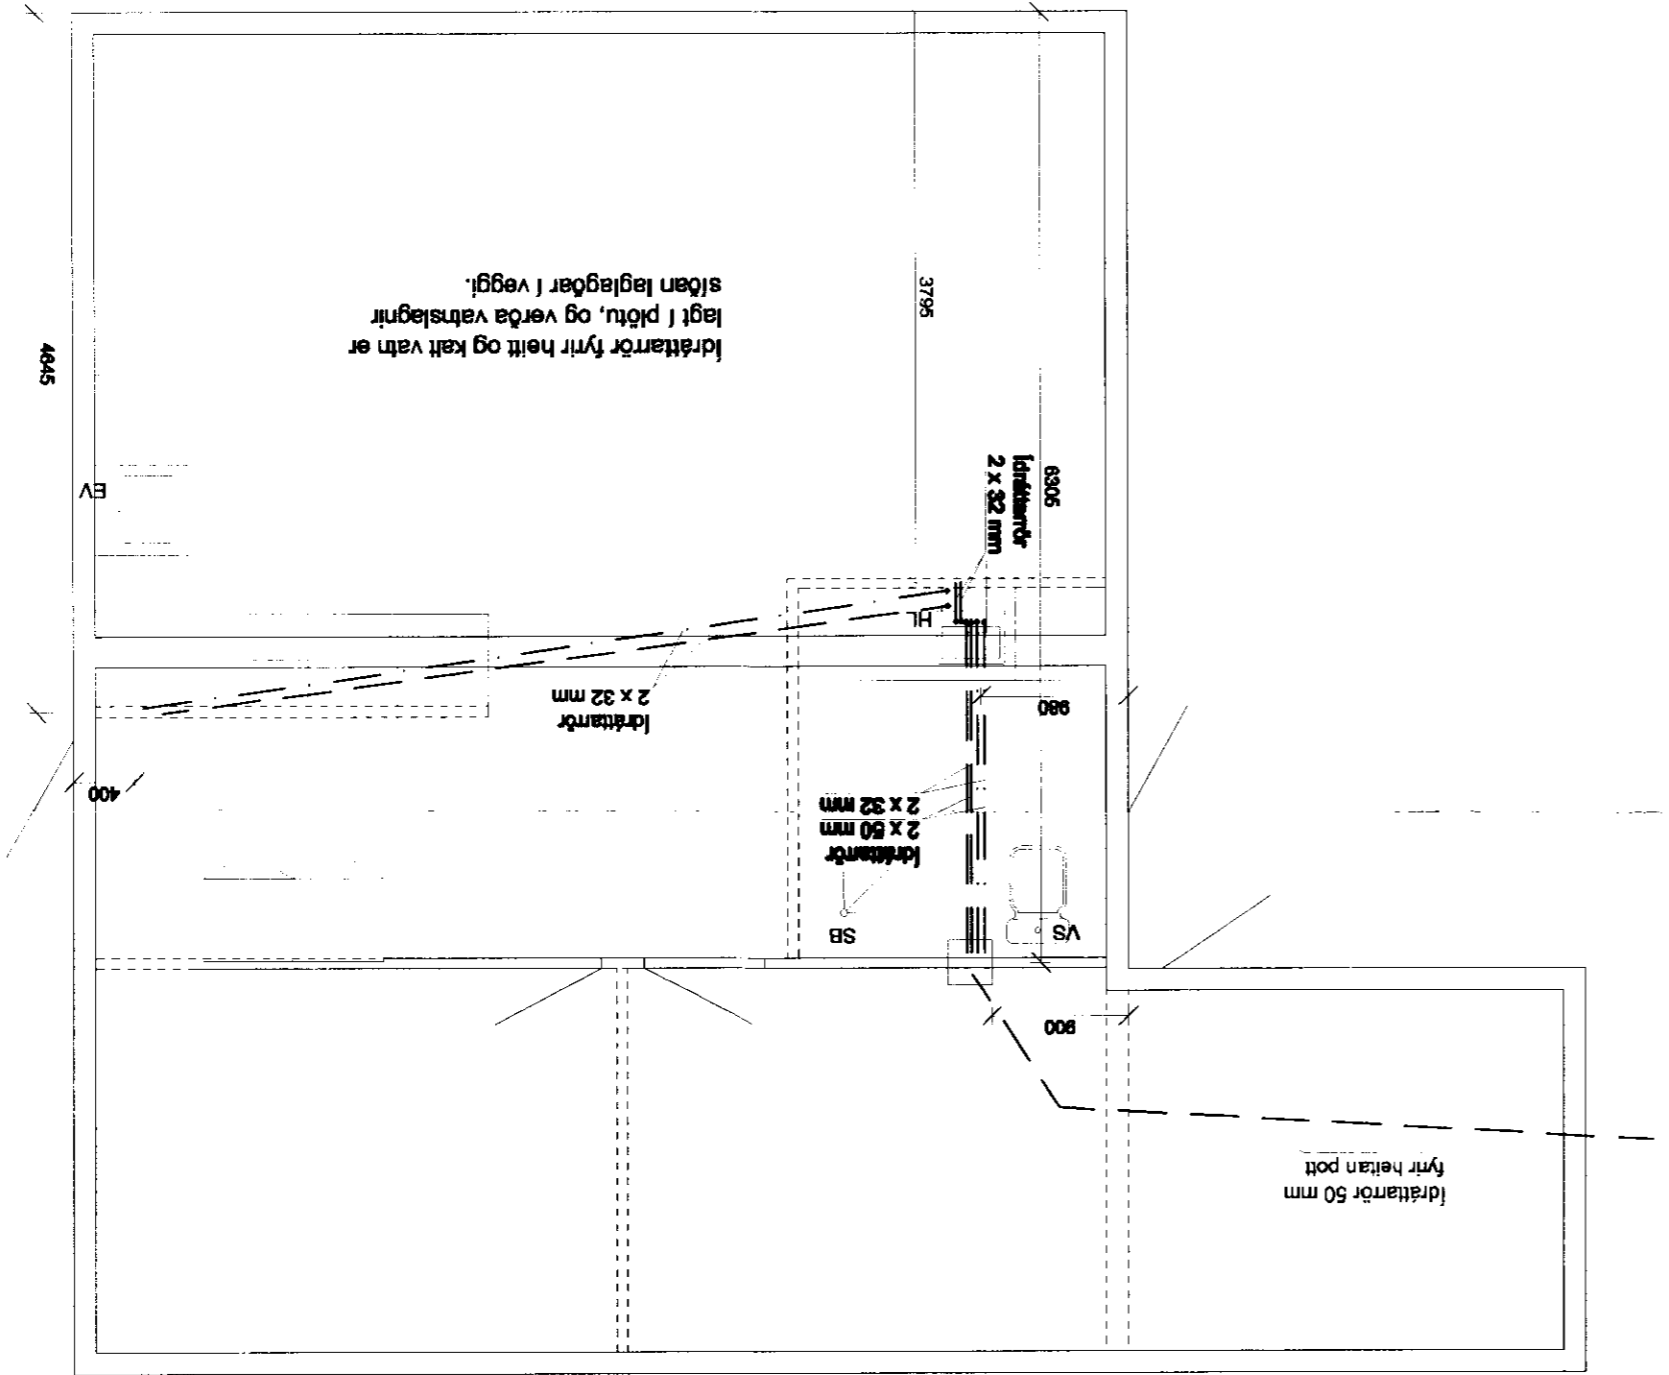 Ídráttarrör 50 mm
fyrir heitan pott
900
VS
SB
Ídráttarrör
2 x 50 mm
2 x 32 mm
400
980
Ídráttarrör
2 x 32 mm
HL
Ídráttarrör
2 x 32 mm
6305
EV
Ídráttarrör fyrir heitt og kalt vatn er
lagt í plötu, og verða vatnslagnir
síðan laglagðar í veggi.
3795
4645